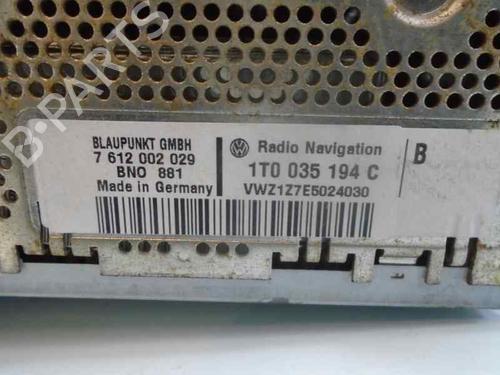 BLAUPUNKT GMBH
7 612 002 029
BNO 881
Made in Germany
Radio Navigation
1T0 035 194 C
VWZ1Z7E5024030
B
B-PARTS